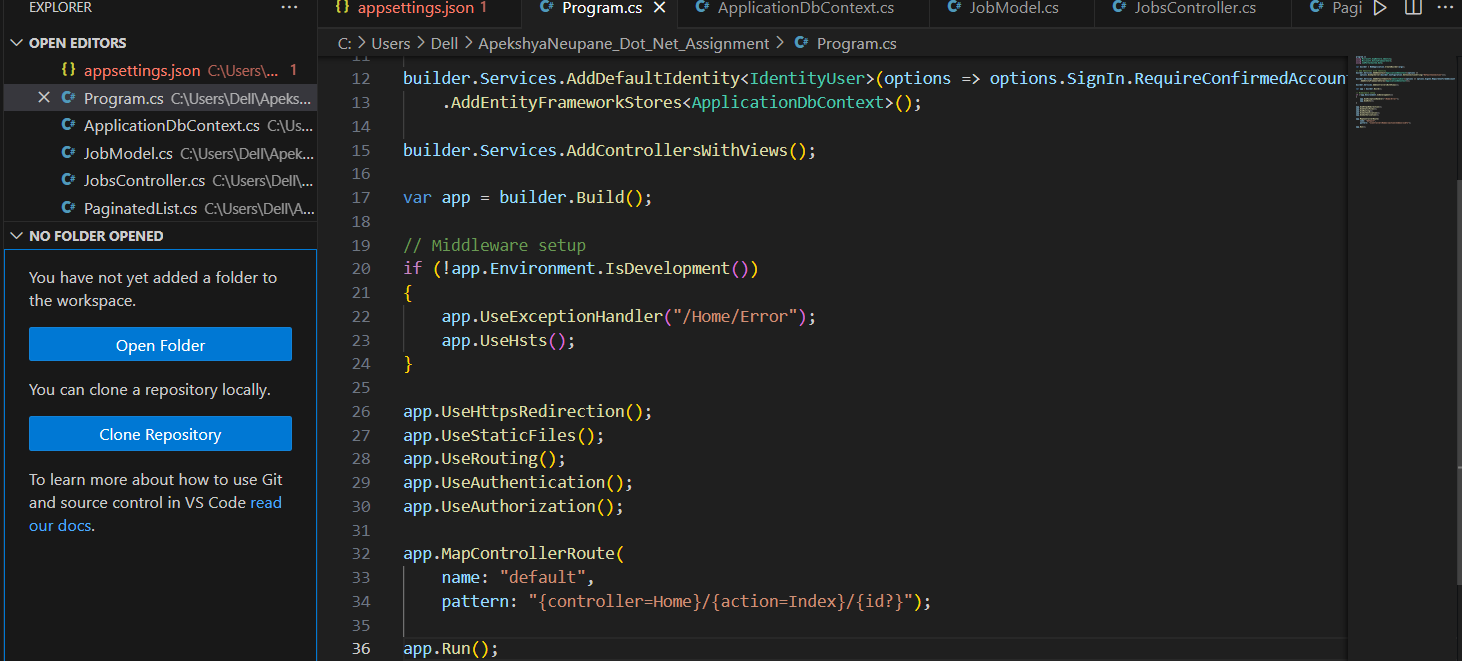 EXPLORER ...
OPEN EDITORS
{} appsettings.json C:\Users\... 1
Program.cs C:\Users\Dell\Apeks...
ApplicationDbContext.cs C:\Us...
JobModel.cs C:\Users\Dell\Apek...
JobsController.cs C:\Users\Dell\...
PaginatedList.cs C:\Users\Dell\A...
NO FOLDER OPENED
You have not yet added a folder to
the workspace.
Open Folder
You can clone a repository locally.
Clone Repository
To learn more about how to use Git
and source control in VS Code read
our docs.
{} appsettings.json 1 Program.cs ApplicationDbContext.cs JobModel.cs JobsController.cs Pagi
C: > Users > Dell > ApekshyaNeupane_Dot_Net_Assignment > Program.cs
11
12 builder.Services.AddDefaultIdentity<IdentityUser>(options => options.SignIn.RequireConfirmedAccoun
13 .AddEntityFrameworkStores<ApplicationDbContext>();
14
15 builder.Services.AddControllersWithViews();
16
17 var app = builder.Build();
18
19 // Middleware setup
20 if (!app.Environment.IsDevelopment())
21 {
22 app.UseExceptionHandler("/Home/Error");
23 app.UseHsts();
24 }
25
26 app.UseHttpsRedirection();
27 app.UseStaticFiles();
28 app.UseRouting();
29 app.UseAuthentication();
30 app.UseAuthorization();
31
32 app.MapControllerRoute(
33 name: "default",
34 pattern: "{controller=Home}/{action=Index}/{id?}");
35
36 app.Run();